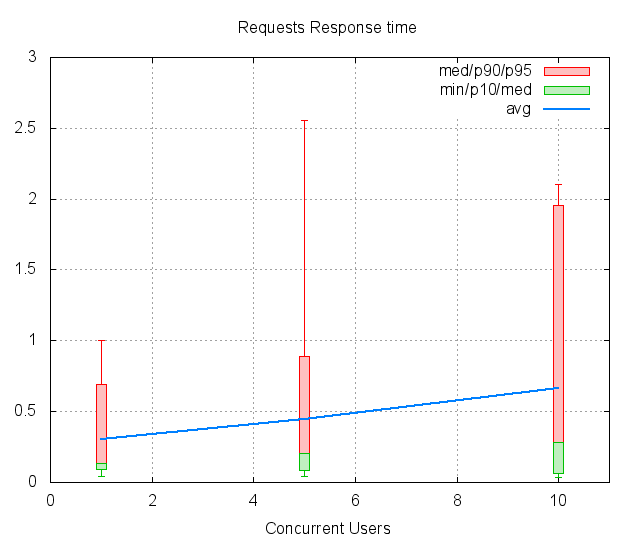 Requests Response time
3
2.5
2
1.5
1
0.5
0
med/p90/p95
min/p10/med
avg
0 2 4 6 8 10
Concurrent Users